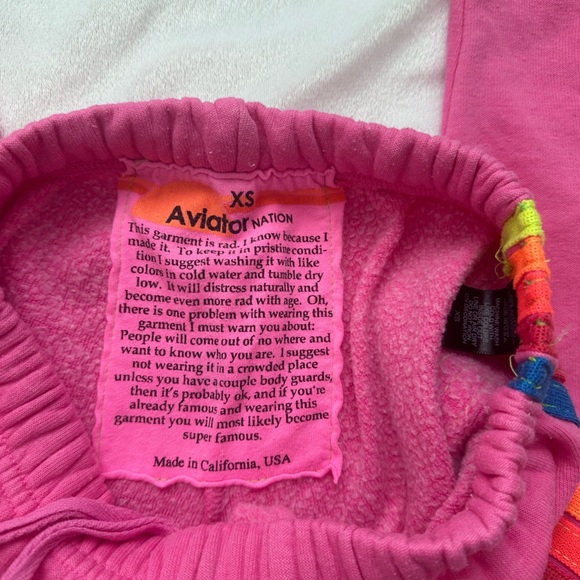 XS
Aviator NATION
This garment is rad. I know because I
made it. To keep it in pristine condi-
tion I suggest washing it with like
colors in cold water and tumble dry
low. It will distress naturally and
become even more rad with age. Oh,
there is one problem with wearing this
garment I must warn you about:
People will come out of no where and
want to know who you are. I suggest
not wearing it in a crowded place
unless you have a couple body guards,
then it's probably ok, and if you're
already famous and wearing this
garment you will most likely become
super famous.
Made in California, USA
MACHINE WASH
COLD WITH
XS